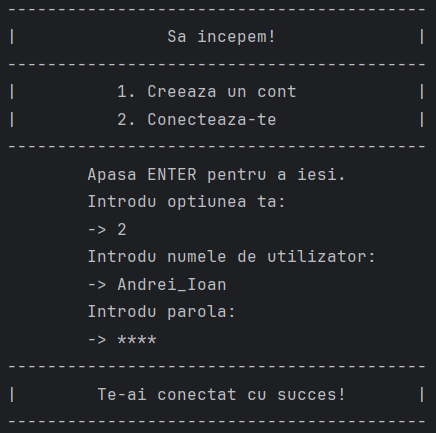 ------------------------------------------
|               Sa incepem!              |
------------------------------------------
|          1. Creeaza un cont            |
|          2. Conecteaza-te              |
------------------------------------------
        Apasa ENTER pentru a iesi.
        Introdu optiunea ta:
        -> 2
        Introdu numele de utilizator:
        -> Andrei_Ioan
        Introdu parola:
        -> ****
------------------------------------------
|        Te-ai conectat cu succes!       |
------------------------------------------